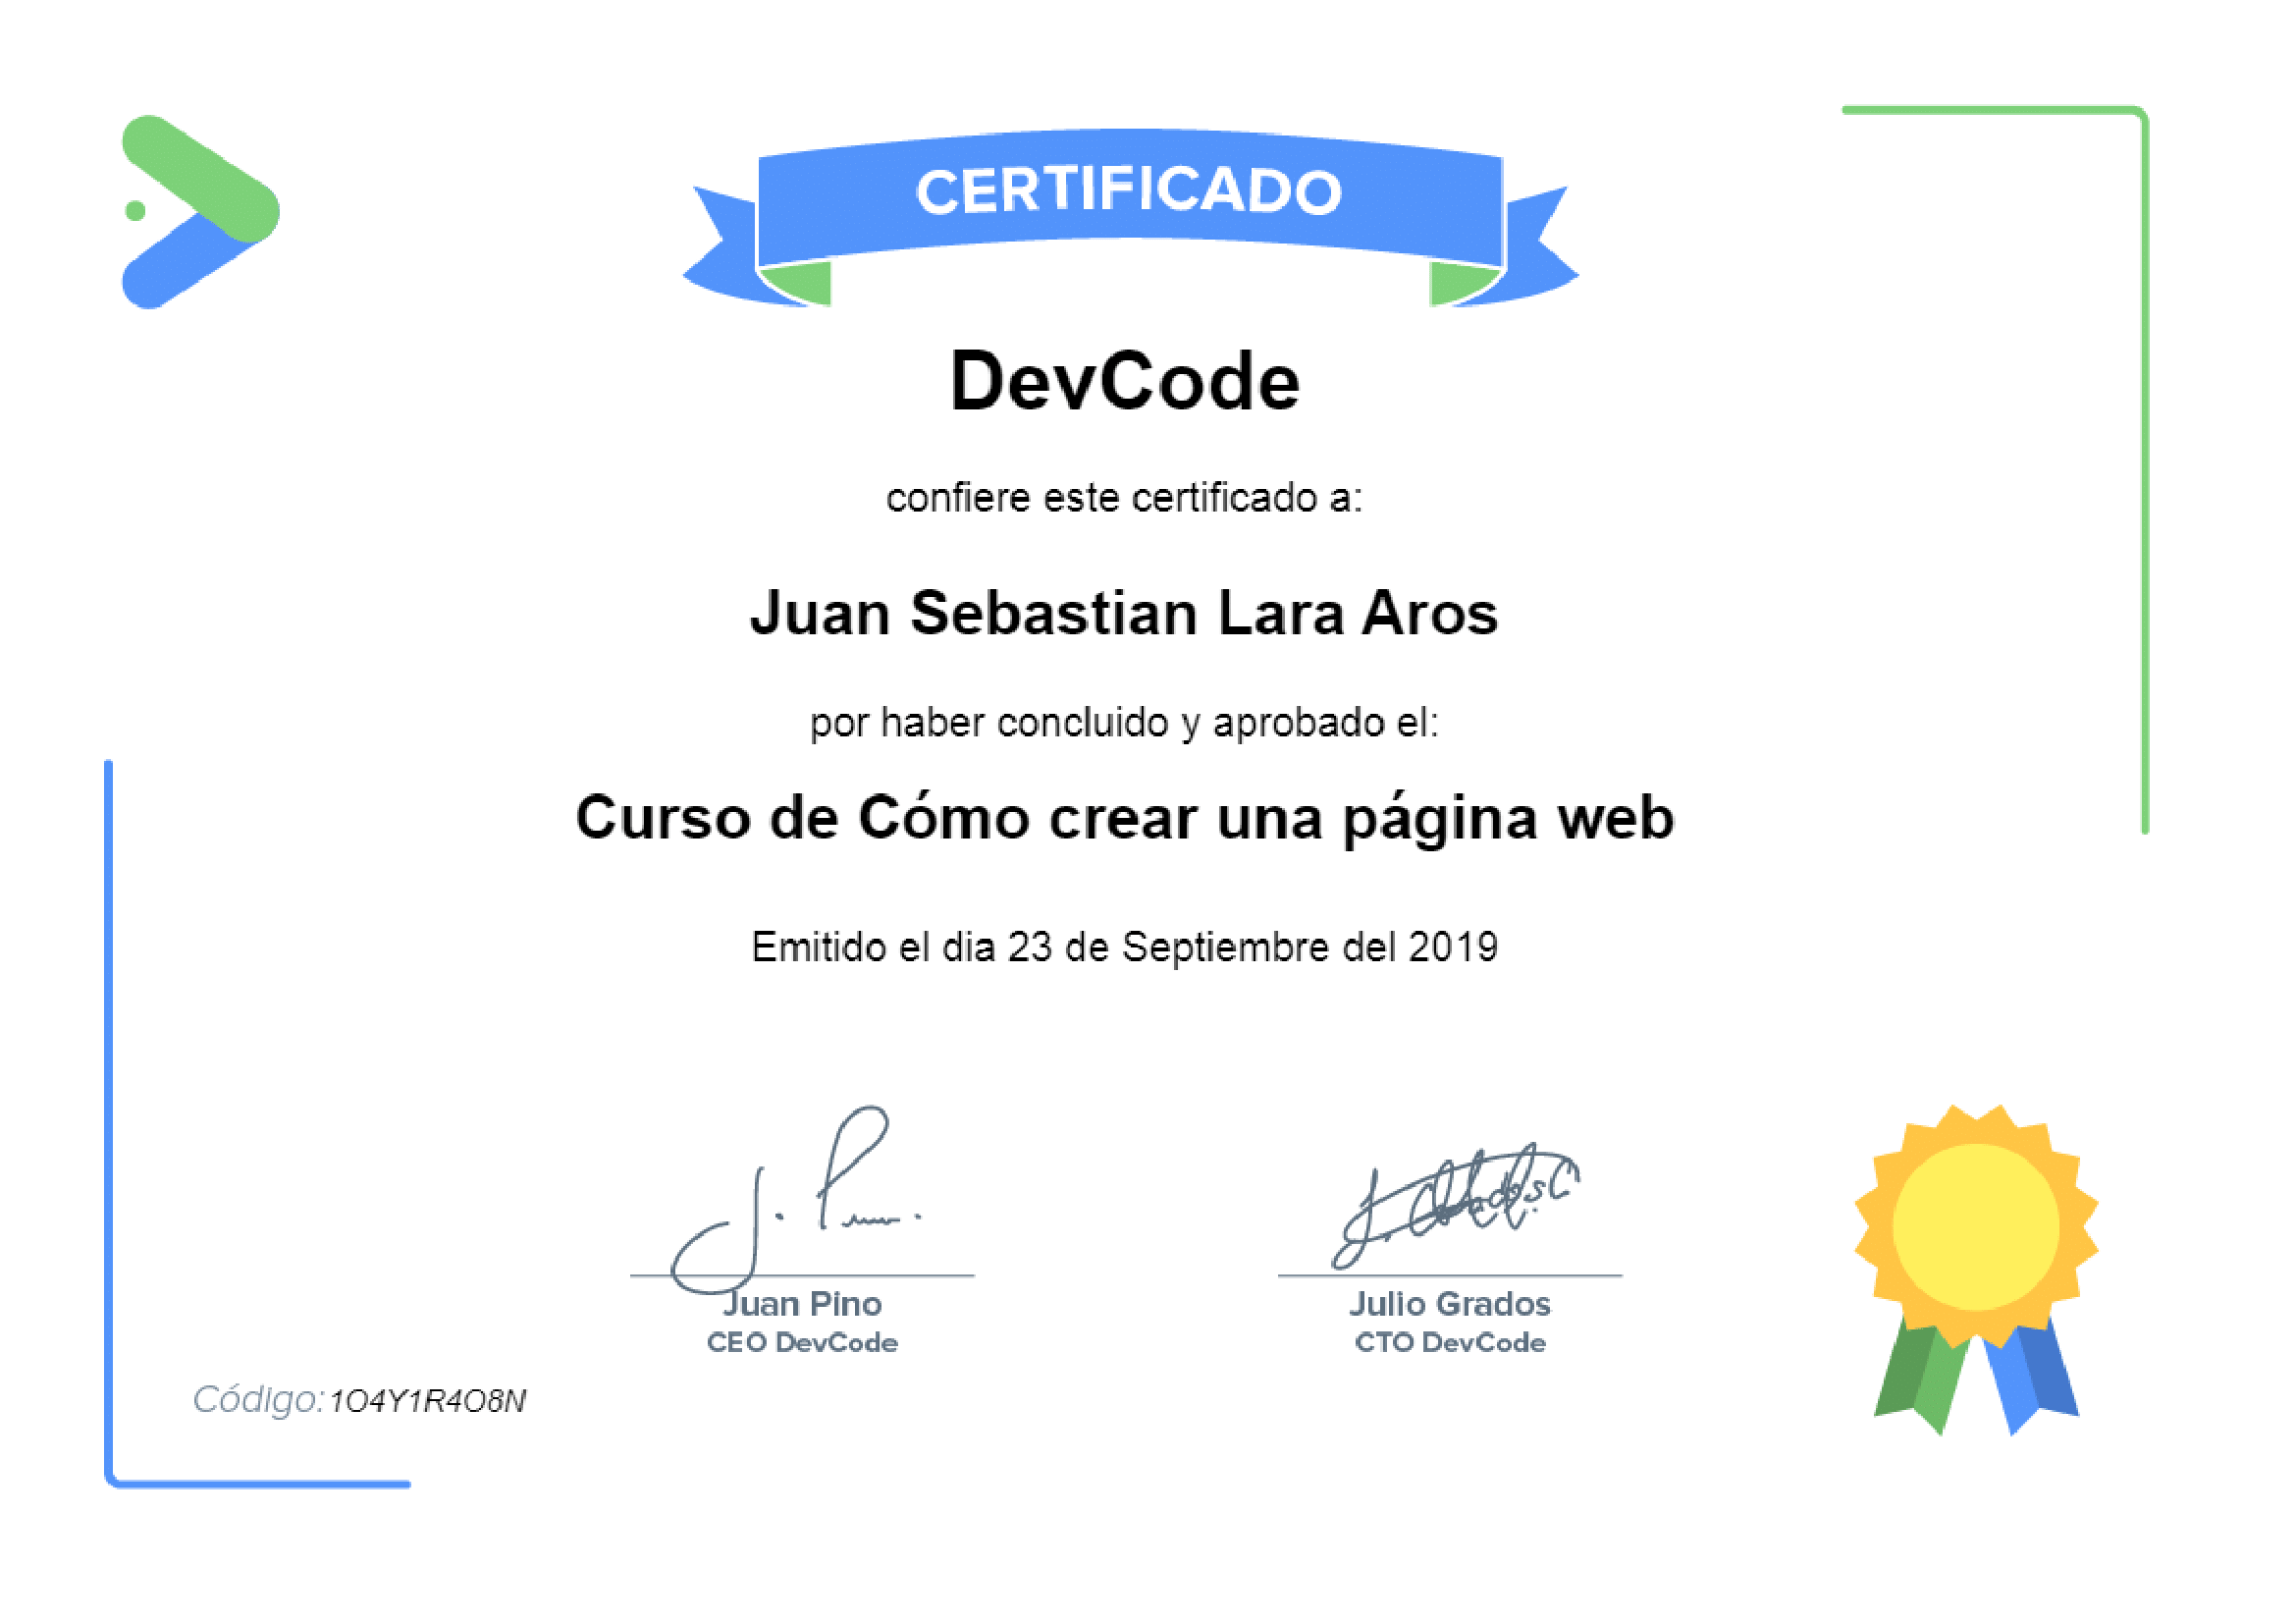 CERTIFICADO
DevCode
confiere este certificado a:
Juan Sebastian Lara Aros
por haber concluido y aprobado el:
Curso de Cómo crear una página web
Emitido el dia 23 de Septiembre del 2019
Juan Pino
CEO DevCode
Julio Grados
CTO DevCode
Código: 1O4Y1R4O8N